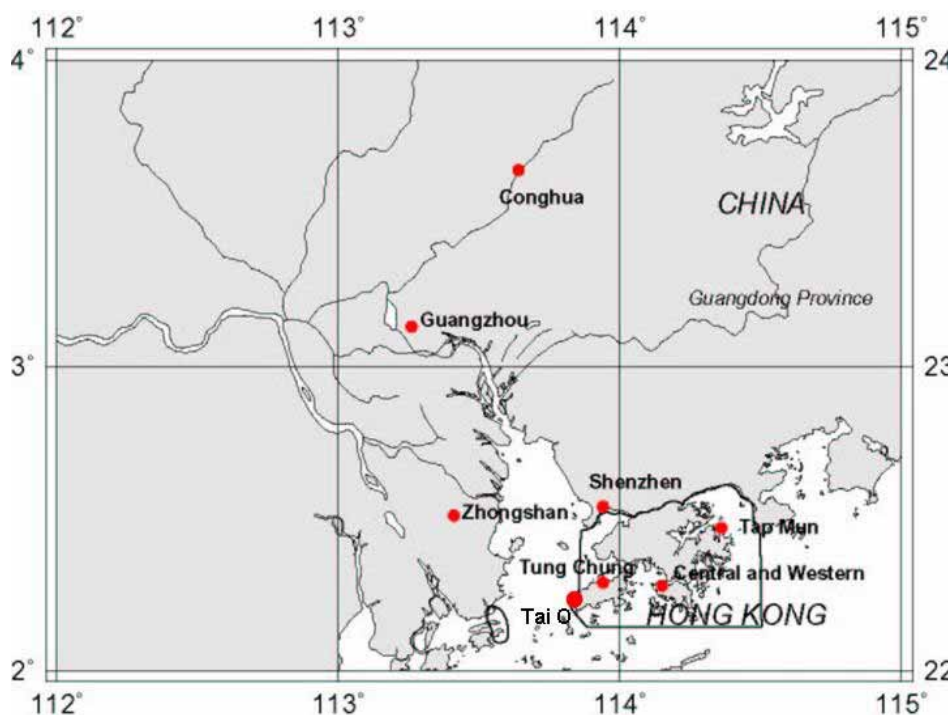 112° 113° 114° 115°
4° 24
Conghua
CHINA
Guangdong Province
Guangzhou
3° 23
Shenzhen
Zhongshan
Tap Mun
Tung Chung
Central and Western
Tai O
HONG KONG
2° 22
112° 113° 114° 115°